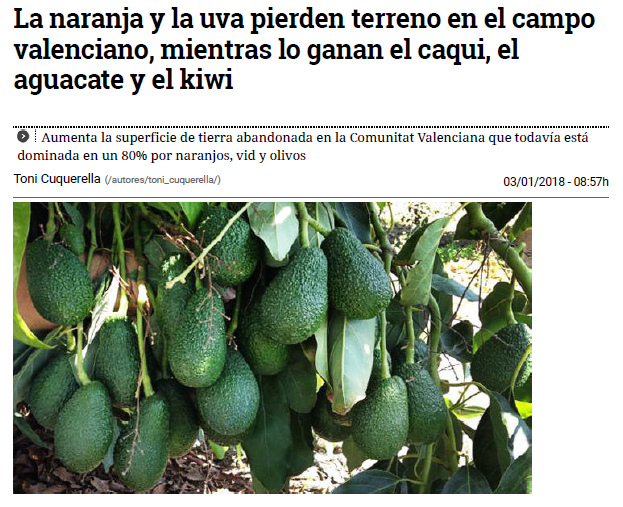 La naranja y la uva pierden terreno en el campo
valenciano, mientras lo ganan el caqui, el
aguacate y el kiwi
Aumenta la superficie de tierra abandonada en la Comunitat Valenciana que todavía está
dominada en un 80% por naranjos, vid y olivos
Toni Cuquerella (/autores/toni_cuquerella/)
03/01/2018 - 08:57h